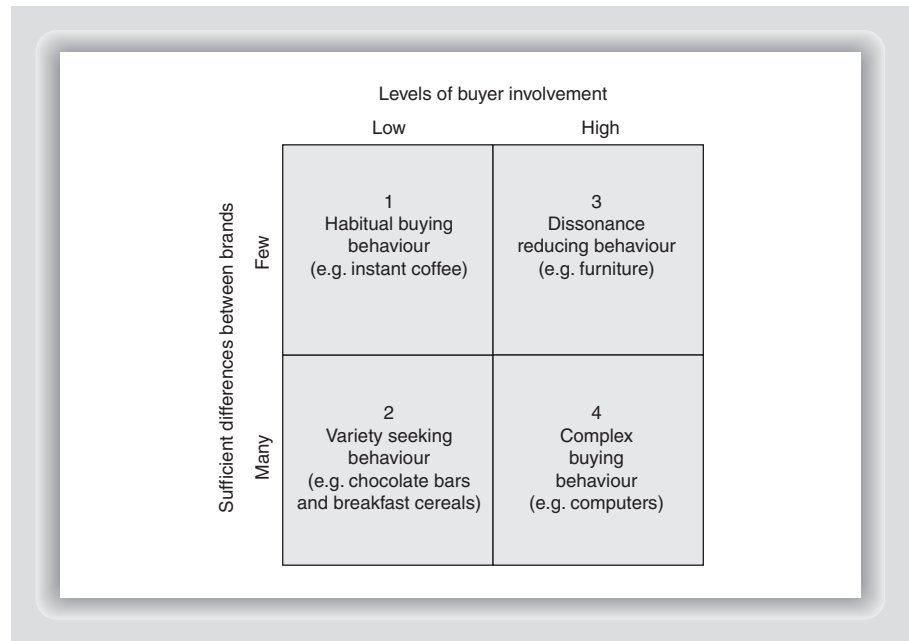 Levels of buyer involvement
Low
High
Sufficient differences between brands
Few
1
Habitual buying
behaviour
(e.g. instant coffee)
3
Dissonance
reducing behaviour
(e.g. furniture)
Many
2
Variety seeking
behaviour
(e.g. chocolate bars
and breakfast cereals)
4
Complex
buying
behaviour
(e.g. computers)